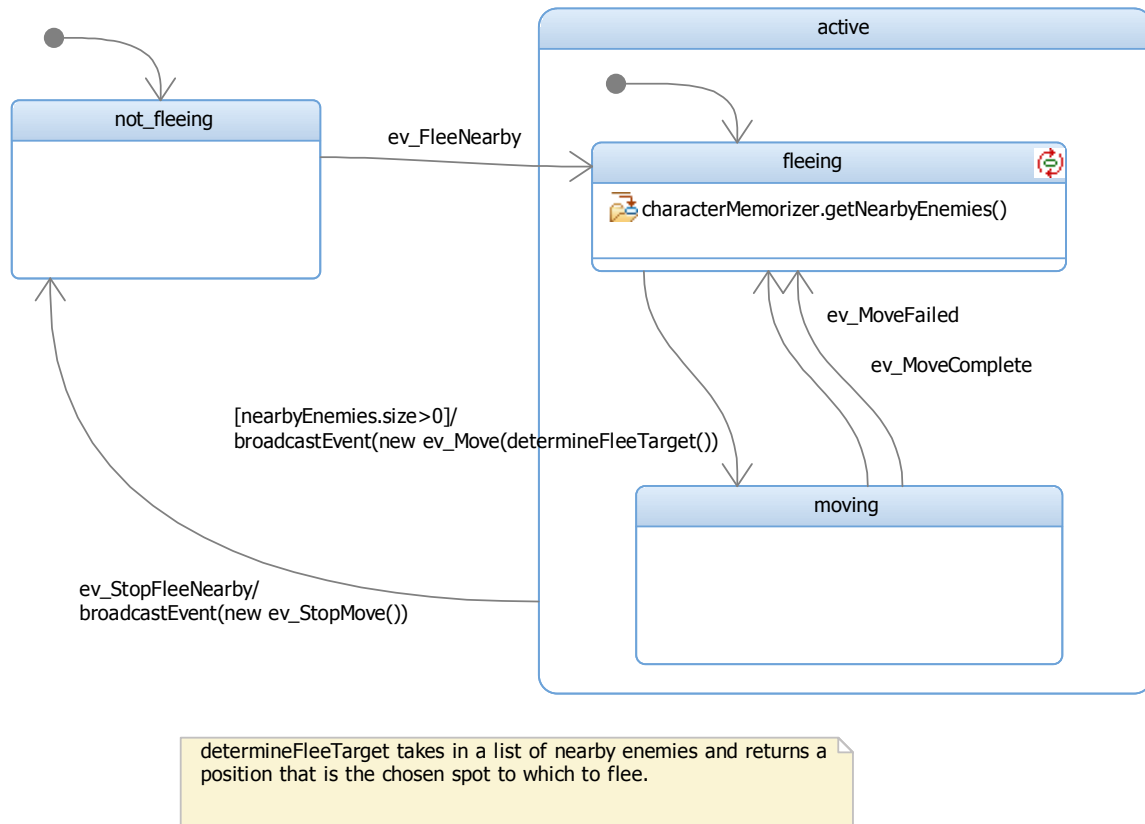 active
not_fleeing
ev_FleeNearby
fleeing
characterMemorizer.getNearbyEnemies()
ev_MoveFailed
ev_MoveComplete
[nearbyEnemies.size>0]/
broadcastEvent(new ev_Move(determineFleeTarget())
moving
ev_StopFleeNearby/
broadcastEvent(new ev_StopMove())
determineFleeTarget takes in a list of nearby enemies and returns a
position that is the chosen spot to which to flee.